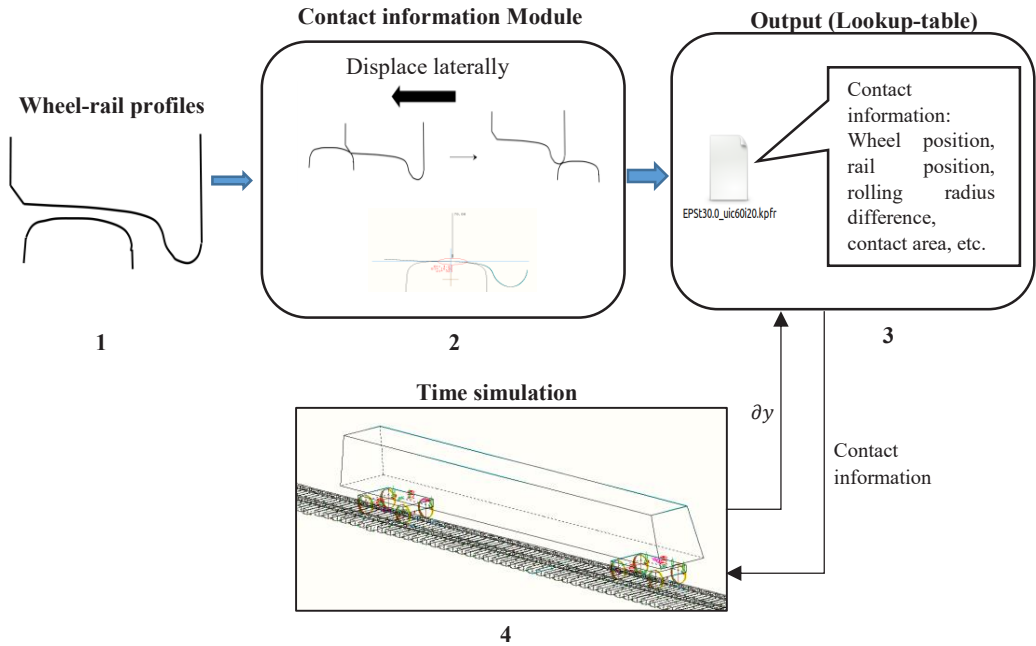 Contact information Module
Output (Lookup-table)
Wheel-rail profiles
Displace laterally
Contact
information:
Wheel position,
rail position,
rolling radius
difference,
contact area, etc.
EPSt30.0_uic60i20.kpfr
1
2
3
Time simulation
∂y
Contact
information
4